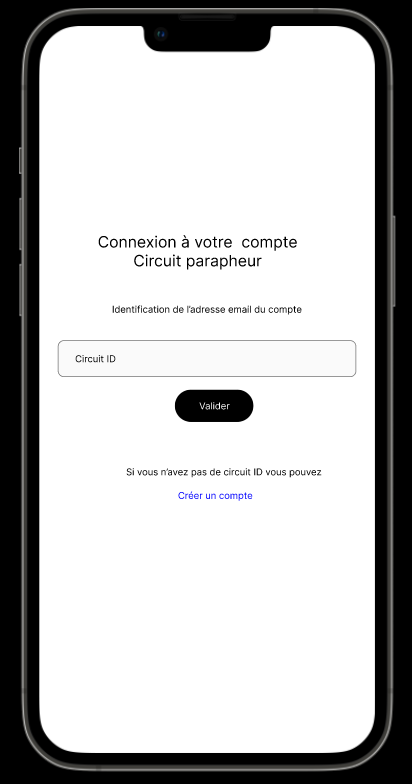 Connexion à votre  compte
Circuit parapheur
Identification de l'adresse email du compte
Circuit ID
Valider
Si vous n'avez pas de circuit ID vous pouvez
Créer un compte